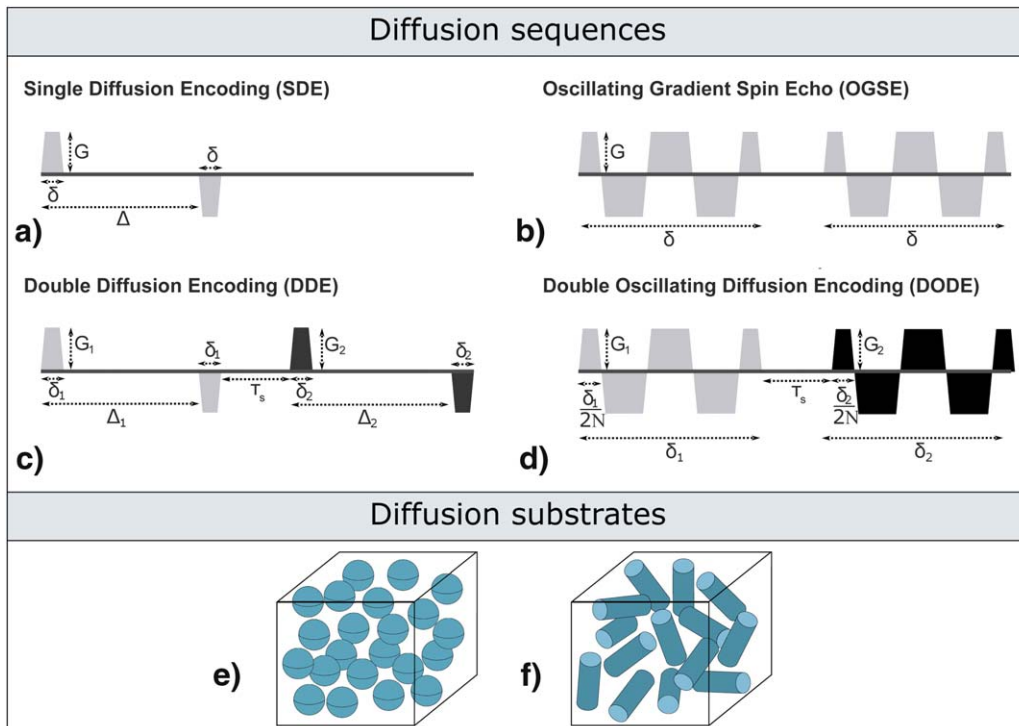 Diffusion sequences
Single Diffusion Encoding (SDE)
G
δ
δ
Δ
a)
Oscillating Gradient Spin Echo (OGSE)
G
δ
δ
b)
Double Diffusion Encoding (DDE)
G₁
δ₁
G₂
δ₂
δ₁
τₛ
δ₂
Δ₁
Δ₂
c)
Double Oscillating Diffusion Encoding (DODE)
G₁
G₂
δ₁/2N
τₛ
δ₂/2N
δ₁
δ₂
d)
Diffusion substrates
e)
f)